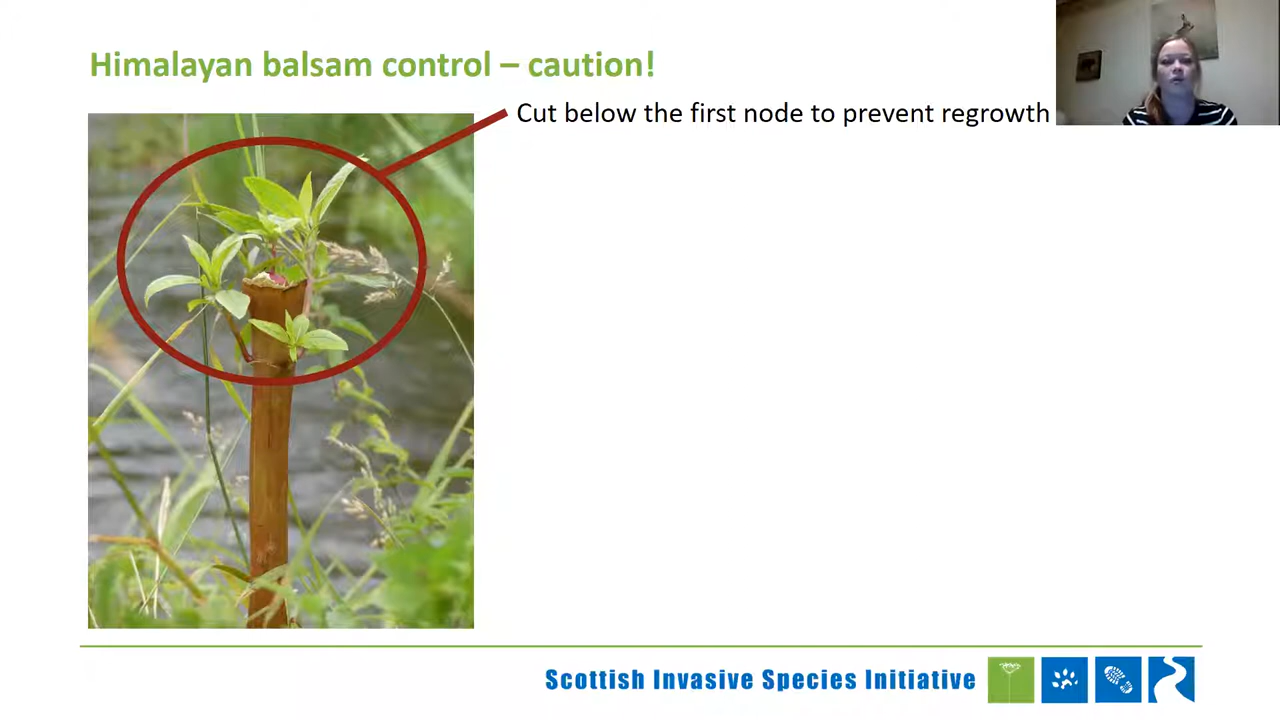 Himalayan balsam control – caution!
Cut below the first node to prevent regrowth
Scottish Invasive Species Initiative